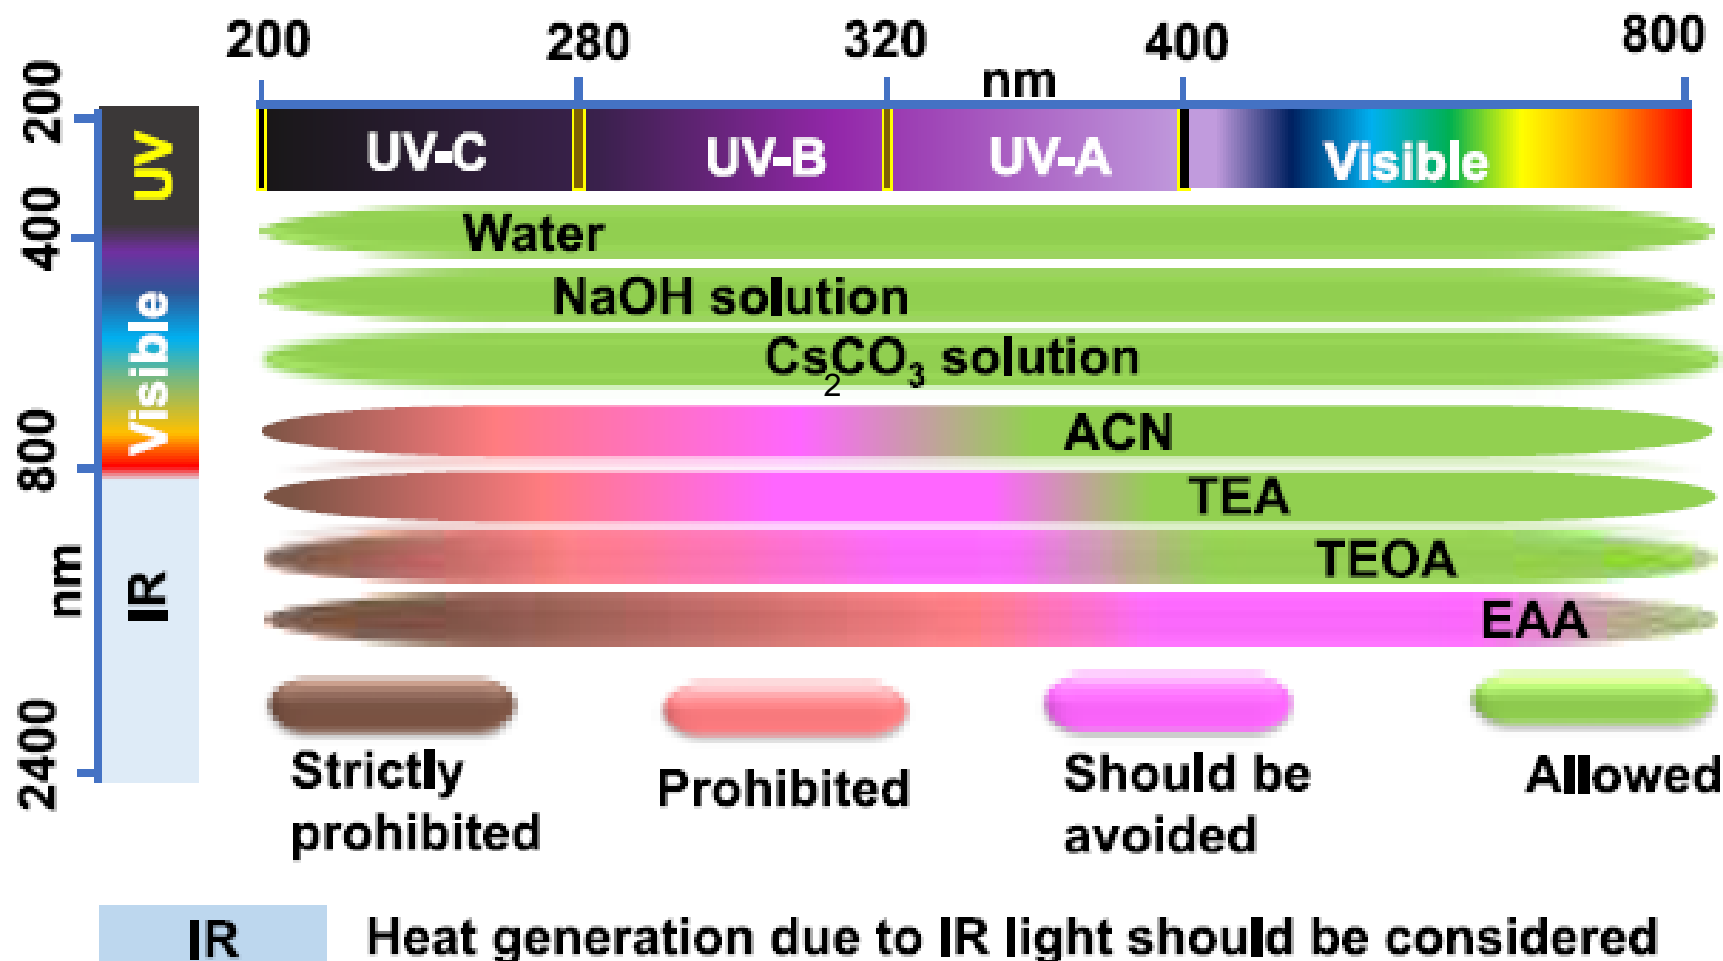 200 280 320 400 800
nm
UV-C UV-B UV-A Visible
200 400 800 2400
nm
UV
Visible
IR
Water
NaOH solution
Cs₂CO₃ solution
ACN
TEA
TEOA
EAA
Strictly
prohibited
Prohibited
Should be
avoided
Allowed
IR Heat generation due to IR light should be considered